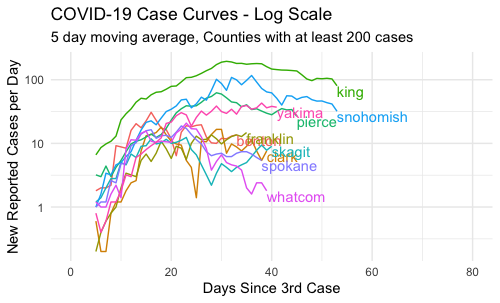 COVID-19 Case Curves - Log Scale
5 day moving average, Counties with at least 200 cases
New Reported Cases per Day
100
10
1
king
snohomish
yakima
pierce
franklin
benton
skagit
clark
spokane
whatcom
0
20
40
60
80
Days Since 3rd Case